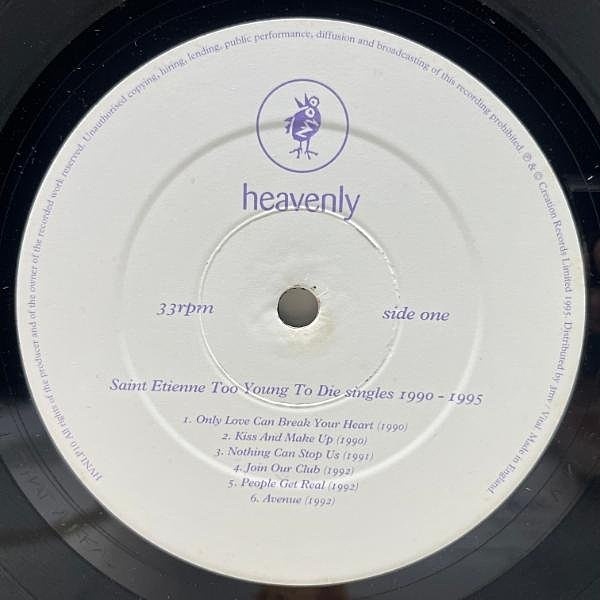 heavenly
33rpm
side one
Saint Etienne Too Young To Die singles 1990 - 1995
1. Only Love Can Break Your Heart (1990)
2. Kiss And Make Up (1990)
3. Nothing Can Stop Us (1991)
4. Join Our Club (1992)
5. People Get Real (1992)
6. Avenue (1992)
HVNLP10 All rights of the producer and of the owner of the recorded work reserved. Unauthorised copying, hiring, lending, public performance, diffusion and broadcasting of this recording prohibited. ℗ & © Creation Records Limited 1995. Distributed by 3mv / Vital. Made in England.